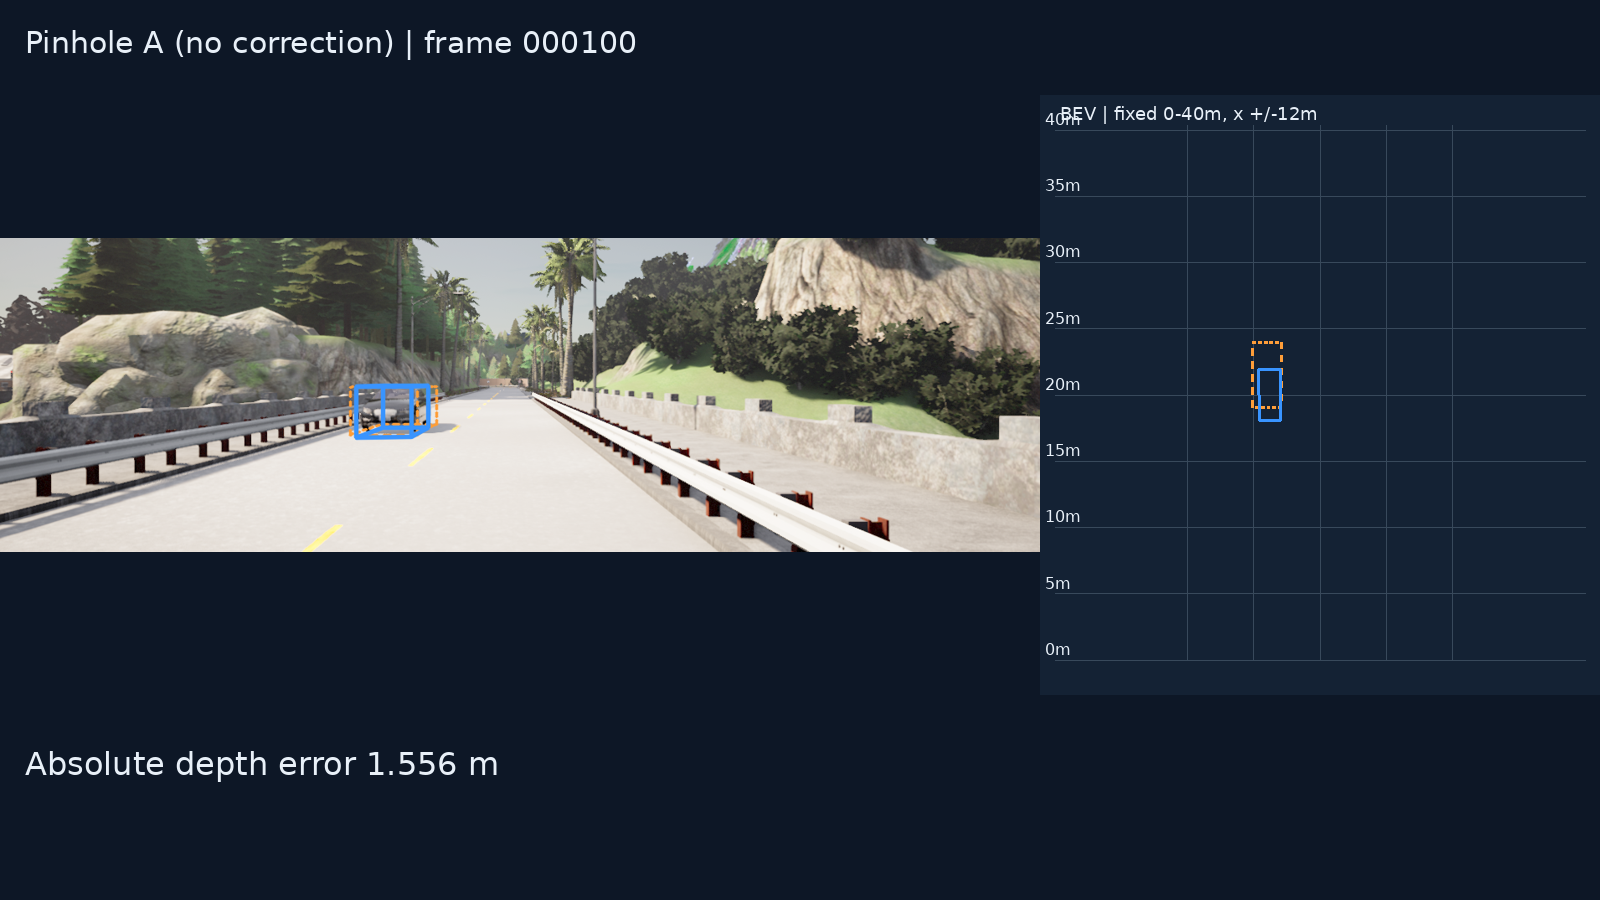 Pinhole A (no correction) | frame 000100
BEV | fixed 0-40m, x +/-12m
40m
35m
30m
25m
20m
15m
10m
5m
0m
Absolute depth error 1.556 m